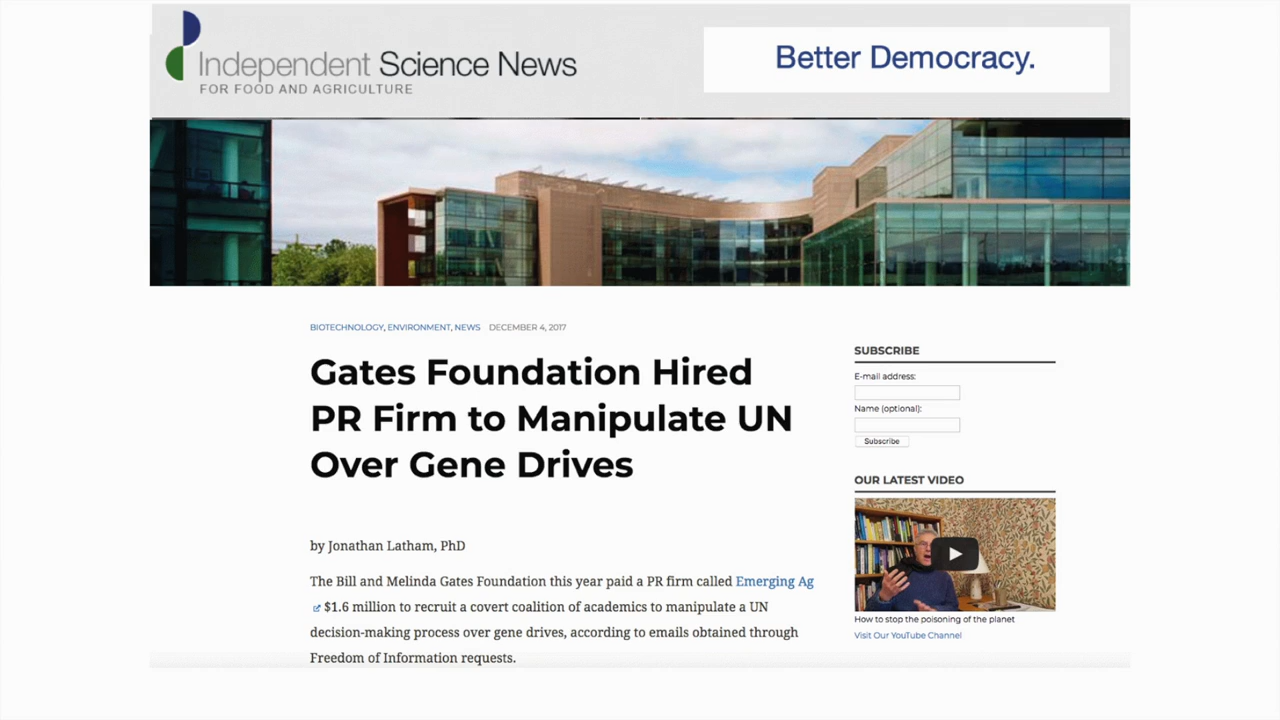 Independent Science News
FOR FOOD AND AGRICULTURE
Better Democracy.
BIOTECHNOLOGY, ENVIRONMENT, NEWS DECEMBER 4, 2017
Gates Foundation Hired
PR Firm to Manipulate UN
Over Gene Drives
by Jonathan Latham, PhD
The Bill and Melinda Gates Foundation this year paid a PR firm called Emerging Ag
$1.6 million to recruit a covert coalition of academics to manipulate a UN
decision-making process over gene drives, according to emails obtained through
Freedom of Information requests.
SUBSCRIBE
E-mail address:
Name (optional):
Subscribe
OUR LATEST VIDEO
How to stop the poisoning of the planet
Visit Our YouTube Channel